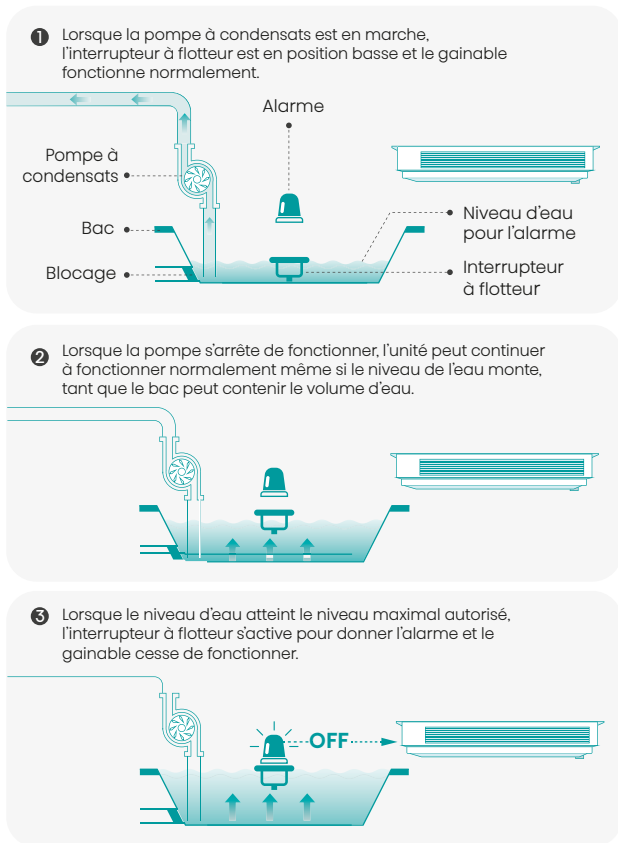 1 Lorsque la pompe à condensats est en marche,
l'interrupteur à flotteur est en position basse et le gainable
fonctionne normalement.
Alarme
Pompe à
condensats
Bac
Blocage
Niveau d'eau
pour l'alarme
Interrupteur
à flotteur
2 Lorsque la pompe s'arrête de fonctionner, l'unité peut continuer
à fonctionner normalement même si le niveau de l'eau monte,
tant que le bac peut contenir le volume d'eau.
3 Lorsque le niveau d'eau atteint le niveau maximal autorisé,
l'interrupteur à flotteur s'active pour donner l'alarme et le
gainable cesse de fonctionner.
OFF